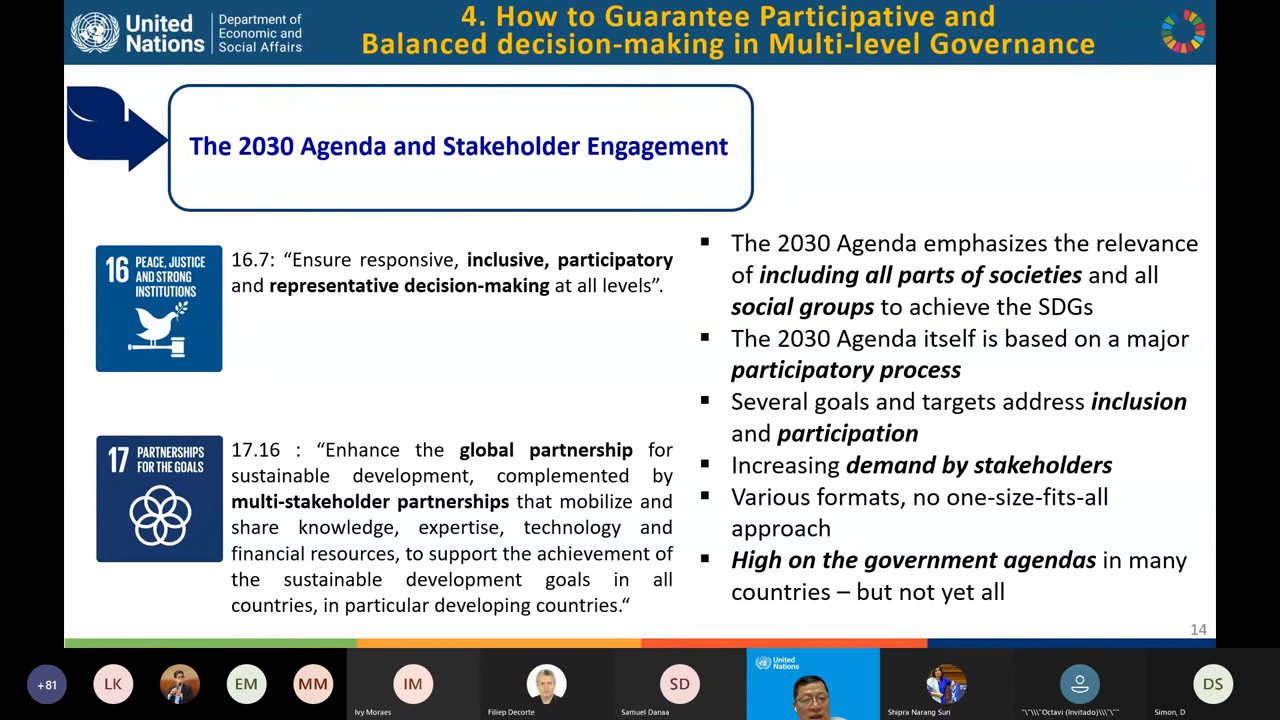 United
Nations
Department of
Economic and
Social Affairs
4. How to Guarantee Participative and
Balanced decision-making in Multi-level Governance
The 2030 Agenda and Stakeholder Engagement
16 PEACE, JUSTICE
AND STRONG
INSTITUTIONS
16.7: “Ensure responsive, inclusive, participatory
and representative decision-making at all levels”.
17 PARTNERSHIPS
FOR THE GOALS
17.16 : “Enhance the global partnership for
sustainable development, complemented by
multi-stakeholder partnerships that mobilize and
share knowledge, expertise, technology and
financial resources, to support the achievement of
the sustainable development goals in all
countries, in particular developing countries.“
▪ The 2030 Agenda emphasizes the relevance
of including all parts of societies and all
social groups to achieve the SDGs
▪ The 2030 Agenda itself is based on a major
participatory process
▪ Several goals and targets address inclusion
and participation
▪ Increasing demand by stakeholders
▪ Various formats, no one-size-fits-all
approach
▪ High on the government agendas in many
countries – but not yet all
14
+81
LK
EM
MM
IM
Ivy Moraes
Filiep Decorte
SD
Samuel Danaa
United
Nations
Shipra Narang Suri
"\"\\\"Octavi (Invitado)\\\"\""
DS
Simon, D